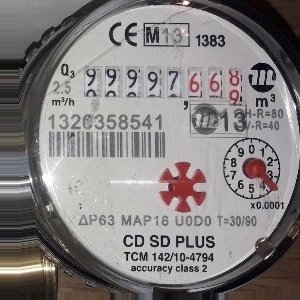 CE M13 1383
Q3
99997,668
2.5
m³/h
m³
1326358541
13
H-R=80
V-R=40
x0.0001
ΔP63 MAP16 U0D0 T=30/90
CD SD PLUS
TCM 142/10-4794
accuracy class 2